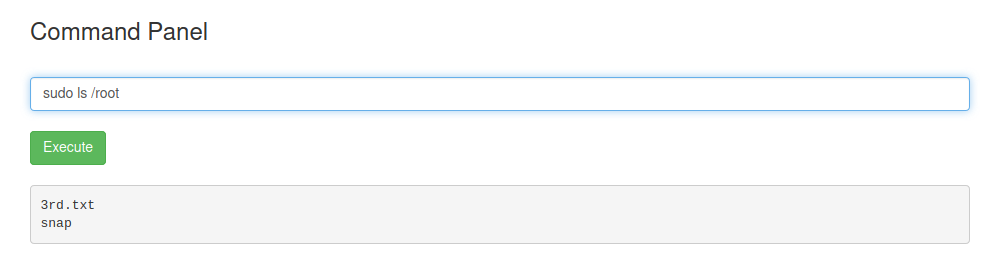 Command Panel
sudo ls /root
Execute
3rd.txt
snap